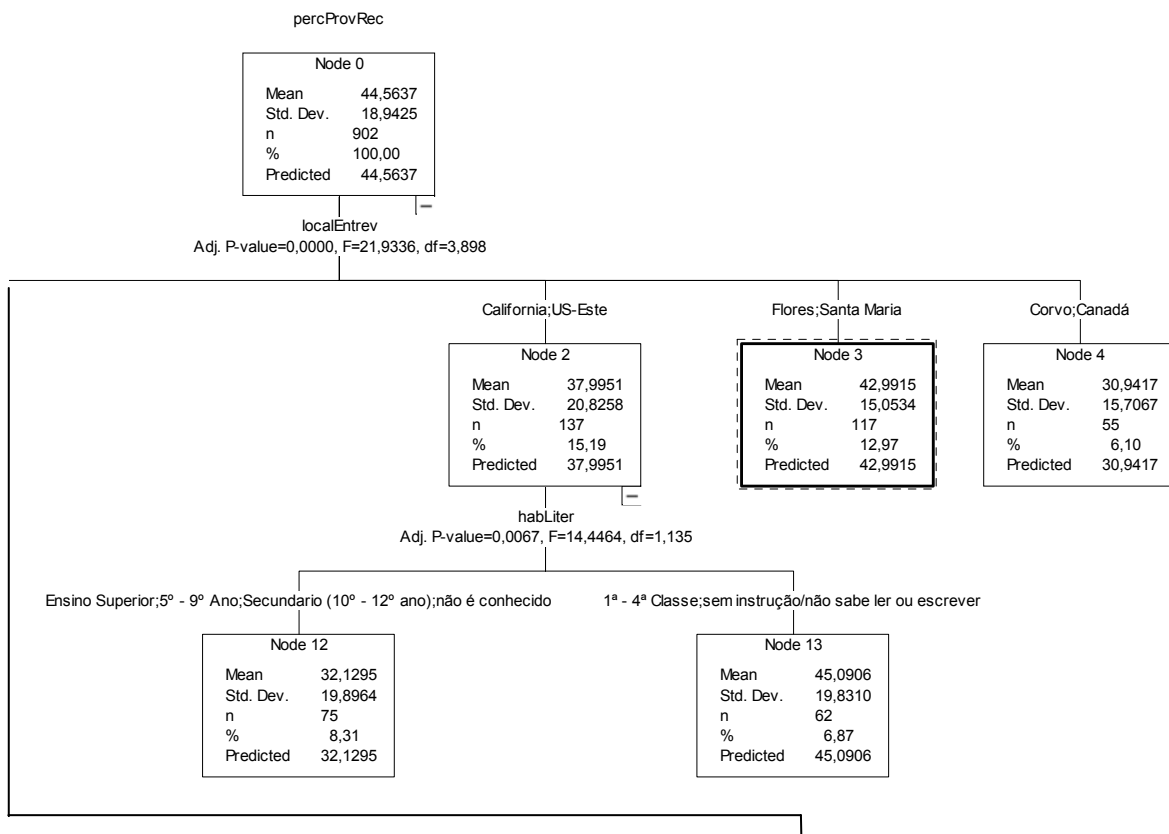 percProvRec
Node 0
Mean 44,5637
Std. Dev. 18,9425
n 902
% 100,00
Predicted 44,5637
localEntrev
Adj. P-value=0,0000, F=21,9336, df=3,898
California;US-Este
Flores;Santa Maria
Corvo;Canadá
Node 2
Mean 37,9951
Std. Dev. 20,8258
n 137
% 15,19
Predicted 37,9951
Node 3
Mean 42,9915
Std. Dev. 15,0534
n 117
% 12,97
Predicted 42,9915
Node 4
Mean 30,9417
Std. Dev. 15,7067
n 55
% 6,10
Predicted 30,9417
habLiter
Adj. P-value=0,0067, F=14,4464, df=1,135
Ensino Superior;5º - 9º Ano;Secundario (10º - 12º ano);não é conhecido
1ª - 4ª Classe;sem instrução/não sabe ler ou escrever
Node 12
Mean 32,1295
Std. Dev. 19,8964
n 75
% 8,31
Predicted 32,1295
Node 13
Mean 45,0906
Std. Dev. 19,8310
n 62
% 6,87
Predicted 45,0906